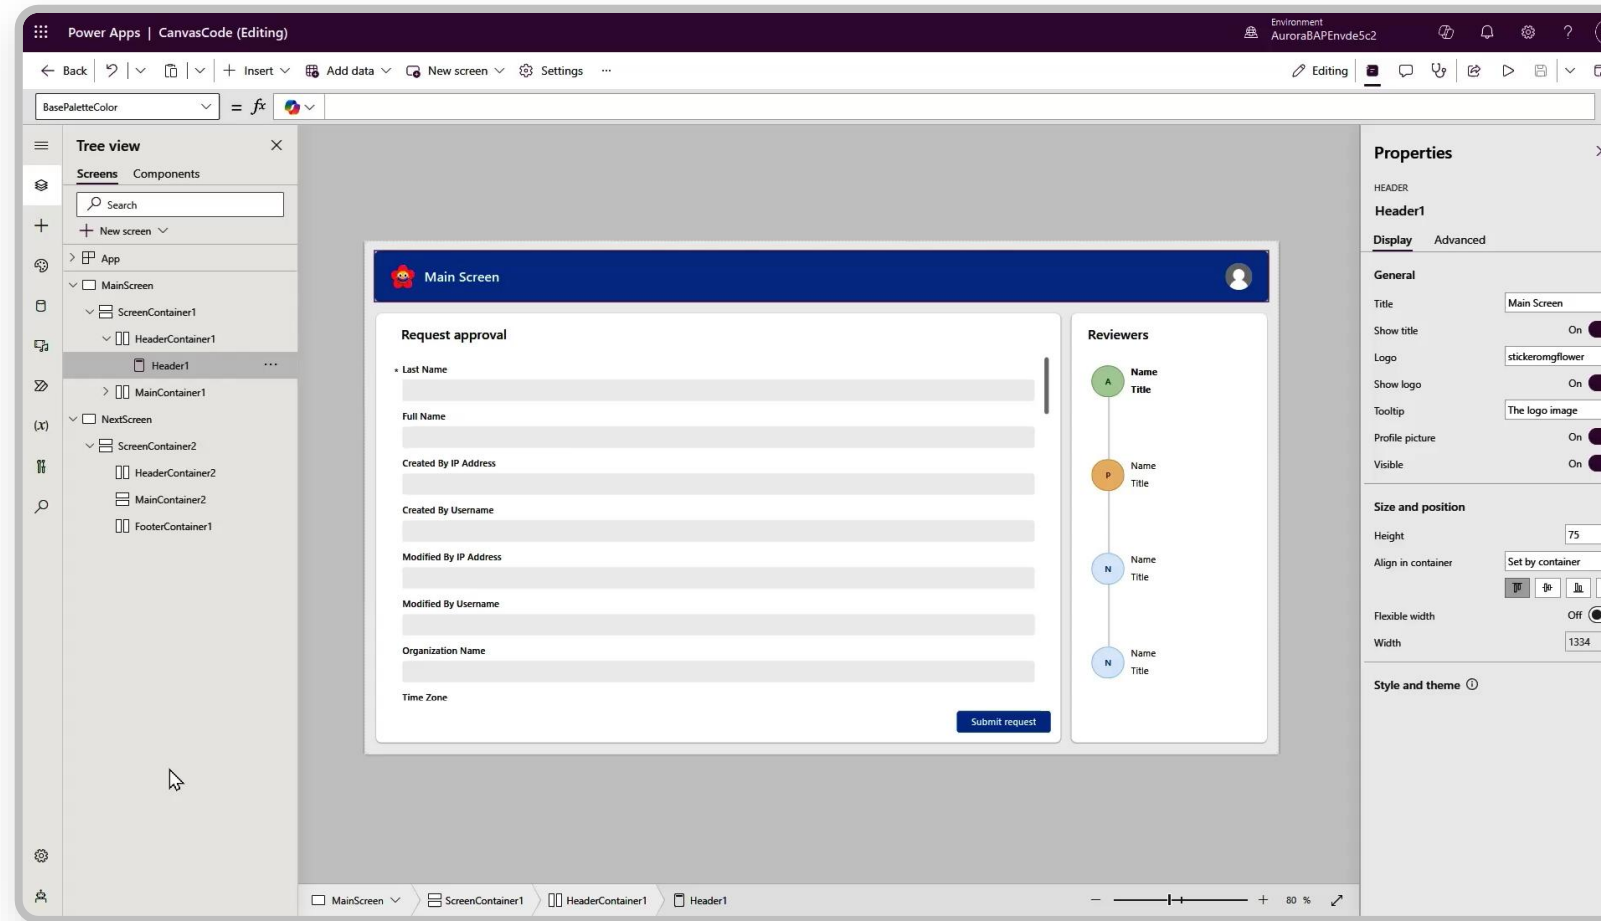 Power Apps | CanvasCode (Editing)
Environment
AuroraBAPEnvde5c2
Back
Insert
Add data
New screen
Settings
Editing
BasePaletteColor
= fx
Tree view
Screens Components
Search
New screen
App
MainScreen
ScreenContainer1
HeaderContainer1
Header1
MainContainer1
NextScreen
ScreenContainer2
HeaderContainer2
MainContainer2
FooterContainer1
(x)
Main Screen
Request approval
* Last Name
Full Name
Created By IP Address
Created By Username
Modified By IP Address
Modified By Username
Organization Name
Time Zone
Submit request
Reviewers
A
Name
Title
P
Name
Title
N
Name
Title
N
Name
Title
Properties
HEADER
Header1
Display Advanced
General
Title Main Screen
Show title On
Logo stickeromgflower
Show logo On
Tooltip The logo image
Profile picture On
Visible On
Size and position
Height 75
Align in container Set by container
Flexible width Off
Width 1334
Style and theme
MainScreen
ScreenContainer1
HeaderContainer1
Header1
80 %